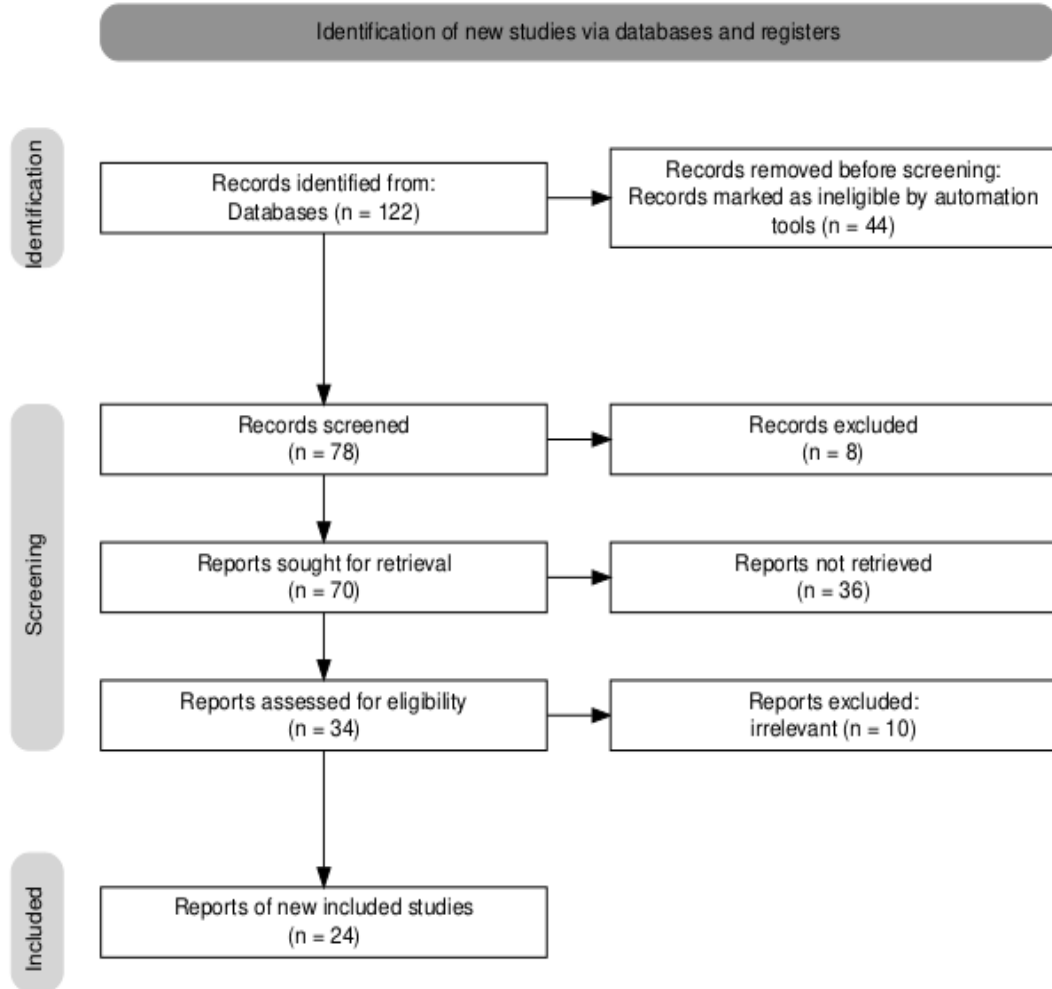 Identification of new studies via databases and registers
Identification
Records identified from:
Databases (n = 122)
Records removed before screening:
Records marked as ineligible by automation
tools (n = 44)
Screening
Records screened
(n = 78)
Records excluded
(n = 8)
Reports sought for retrieval
(n = 70)
Reports not retrieved
(n = 36)
Reports assessed for eligibility
(n = 34)
Reports excluded:
irrelevant (n = 10)
Included
Reports of new included studies
(n = 24)